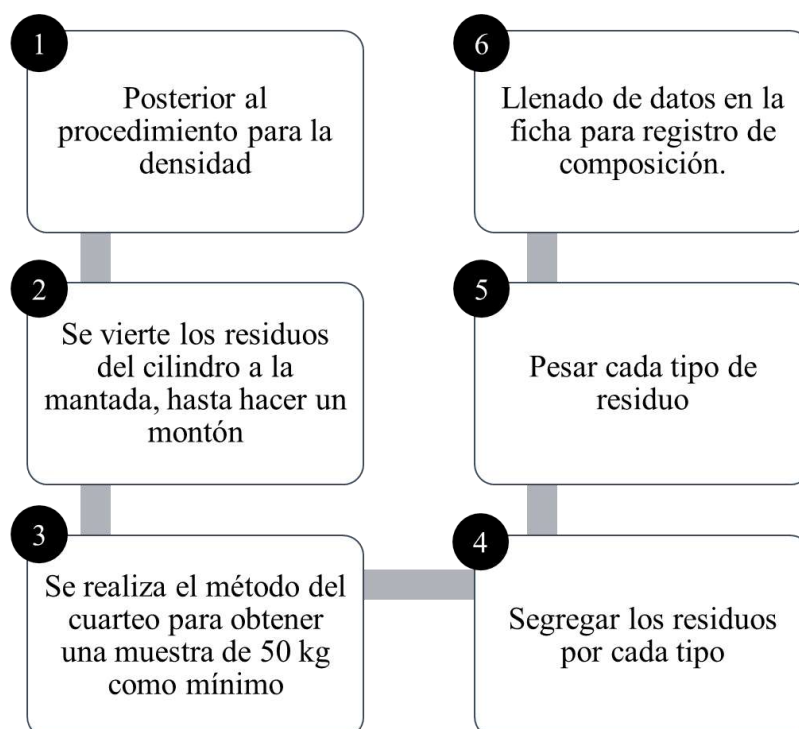 1
Posterior al
procedimiento para la
densidad
2
Se vierte los residuos
del cilindro a la
mantada, hasta hacer un
montón
3
Se realiza el método del
cuarteo para obtener
una muestra de 50 kg
como mínimo
4
Segregar los residuos
por cada tipo
5
Pesar cada tipo de
residuo
6
Llenado de datos en la
ficha para registro de
composición.